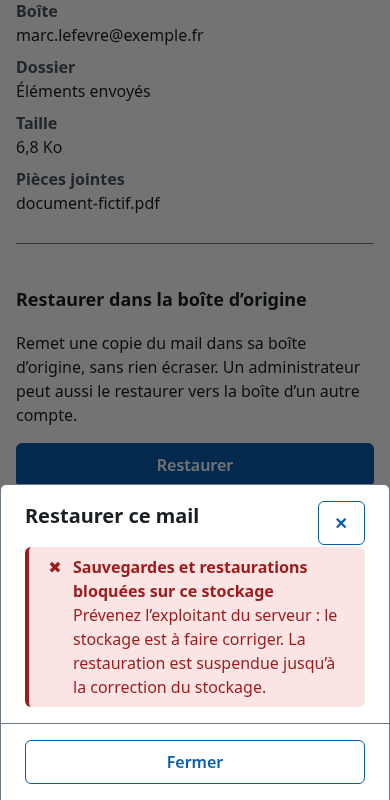 Boîte
marc.lefevre@exemple.fr
Dossier
Éléments envoyés
Taille
6,8 Ko
Pièces jointes
document-fictif.pdf
Restaurer dans la boîte d’origine
Remet une copie du mail dans sa boîte
d’origine, sans rien écraser. Un administrateur
peut aussi le restaurer vers la boîte d’un autre
compte.
Restaurer
Restaurer ce mail
×
✖ Sauvegardes et restaurations
bloquées sur ce stockage
Prévenez l’exploitant du serveur : le
stockage est à faire corriger. La
restauration est suspendue jusqu’à
la correction du stockage.
Fermer